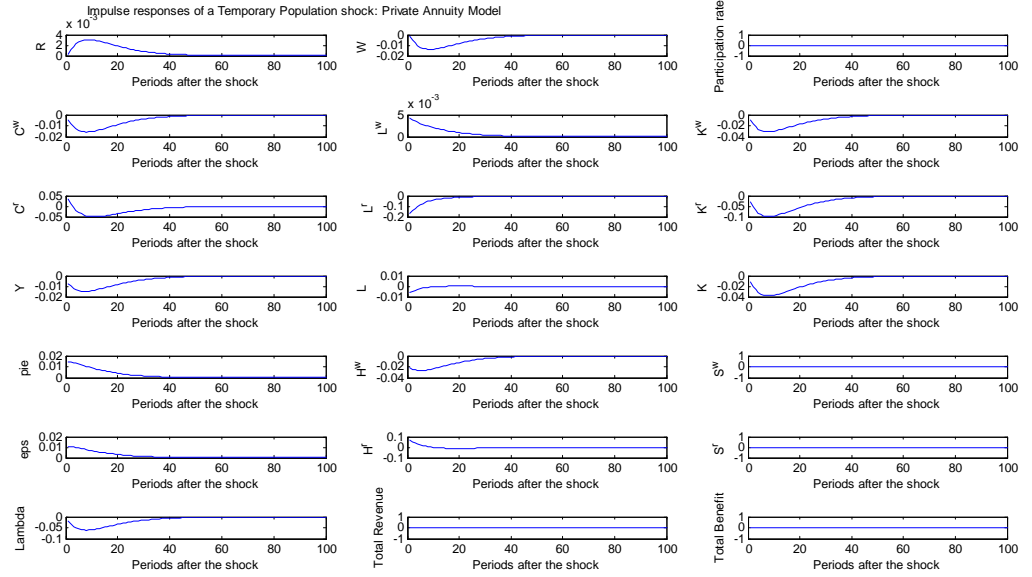 Impulse responses of a Temporary Population shock: Private Annuity Model
x 10^-3
R
4
2
0
0 20 40 60 80 100
Periods after the shock
W
0
-0.01
-0.02
0 20 40 60 80 100
Periods after the shock
Participation rate
1
0
-1
0 20 40 60 80 100
Periods after the shock
C^w
0
-0.01
-0.02
0 20 40 60 80 100
Periods after the shock
x 10^-3
L^w
5
0
0 20 40 60 80 100
Periods after the shock
K^w
0
-0.02
-0.04
0 20 40 60 80 100
Periods after the shock
C^r
0.05
0
-0.05
0 20 40 60 80 100
Periods after the shock
L^r
0
-0.1
-0.2
0 20 40 60 80 100
Periods after the shock
K^r
0
-0.05
-0.1
0 20 40 60 80 100
Periods after the shock
Y
0
-0.01
-0.02
0 20 40 60 80 100
Periods after the shock
L
0.01
0
-0.01
0 20 40 60 80 100
Periods after the shock
K
0
-0.02
-0.04
0 20 40 60 80 100
Periods after the shock
pie
0.02
0.01
0
0 20 40 60 80 100
Periods after the shock
H^w
0
-0.02
-0.04
0 20 40 60 80 100
Periods after the shock
S^w
1
0
-1
0 20 40 60 80 100
Periods after the shock
eps
0.02
0.01
0
0 20 40 60 80 100
Periods after the shock
H^r
0.1
0
-0.1
0 20 40 60 80 100
Periods after the shock
S^r
1
0
-1
0 20 40 60 80 100
Periods after the shock
Lambda
0
-0.05
-0.1
0 20 40 60 80 100
Periods after the shock
Total Revenue
1
0
-1
0 20 40 60 80 100
Periods after the shock
Total Benefit
1
0
-1
0 20 40 60 80 100
Periods after the shock